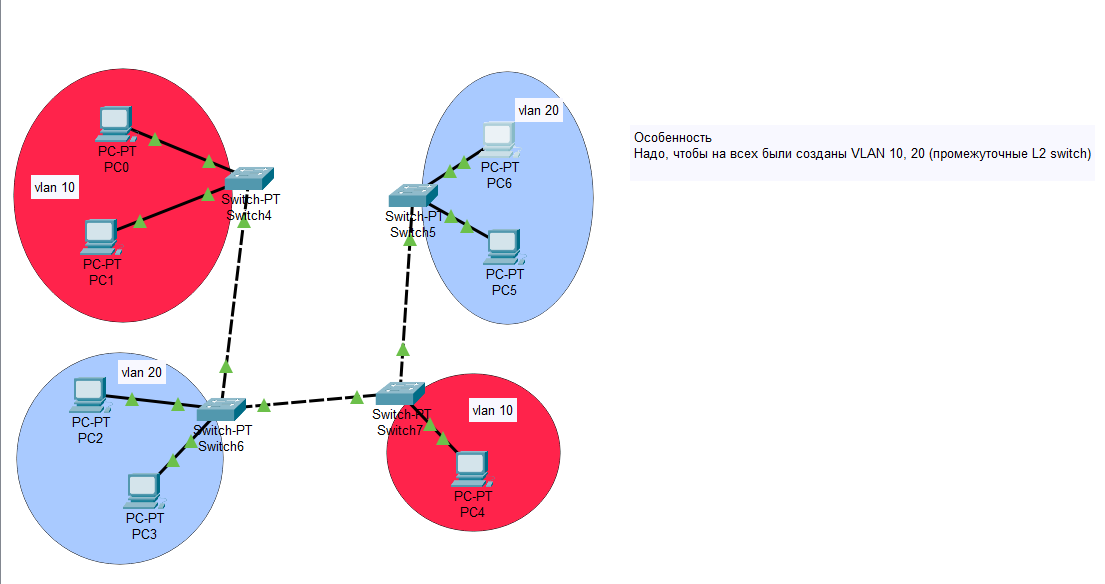 PC-PT
PC0
vlan 10
Switch-PT
Switch4
PC-PT
PC1
vlan 20
PC-PT
PC6
Switch-PT
Switch5
PC-PT
PC5
Особенность
Надо, чтобы на всех были созданы VLAN 10, 20 (промежуточные L2 switch)
vlan 20
PC-PT
PC2
Switch-PT
Switch6
PC-PT
PC3
Switch-PT
Switch7
vlan 10
PC-PT
PC4